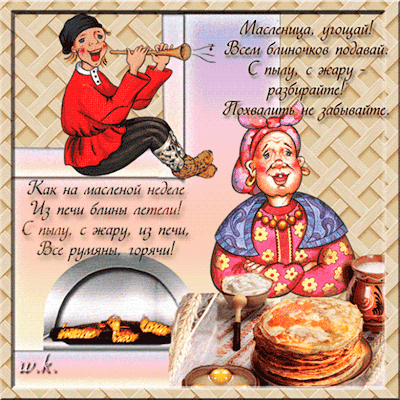 Масленица, угощай!
Всем блиночков подавай.
С пылу, с жару -
разбирайте!
Похвалить не забывайте.
Как на масленой неделе
Из печи блины летели!
С пылу, с жару, из печи,
Все румяны, горячи!
w.k.